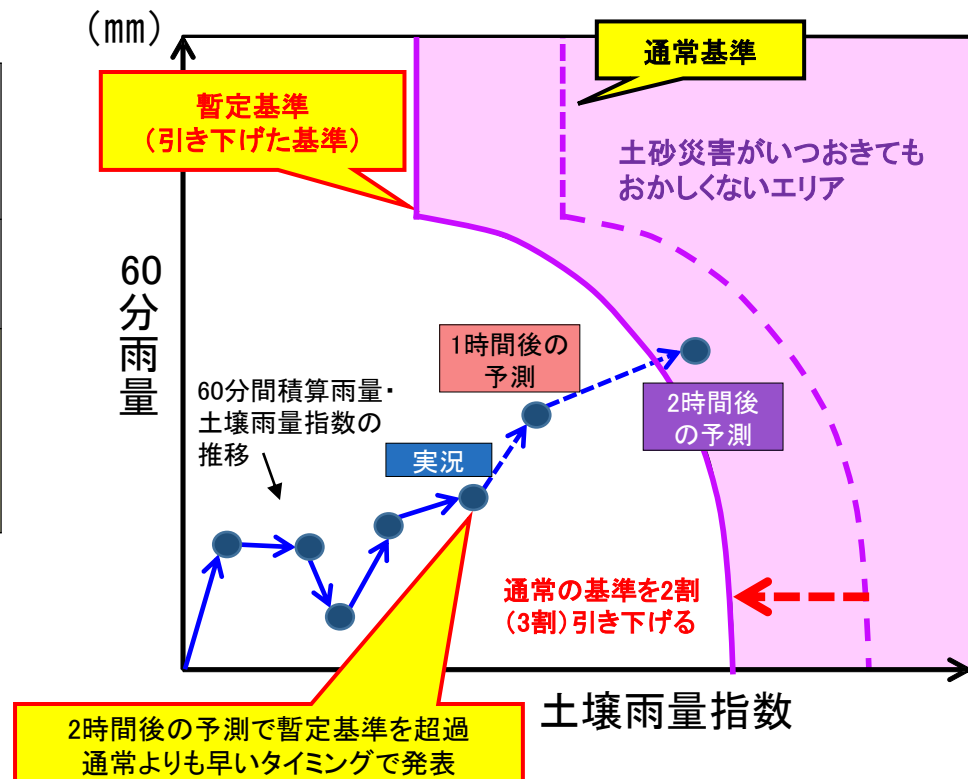 (mm)
通常基準
暫定基準
(引き下げた基準)
土砂災害がいつおきても
おかしくないエリア
60分雨量
1時間後の
予測
60分間積算雨量・
土壌雨量指数の
推移
2時間後
の予測
実況
通常の基準を2割
(3割)引き下げる
土壌雨量指数
2時間後の予測で暫定基準を超過
通常よりも早いタイミングで発表